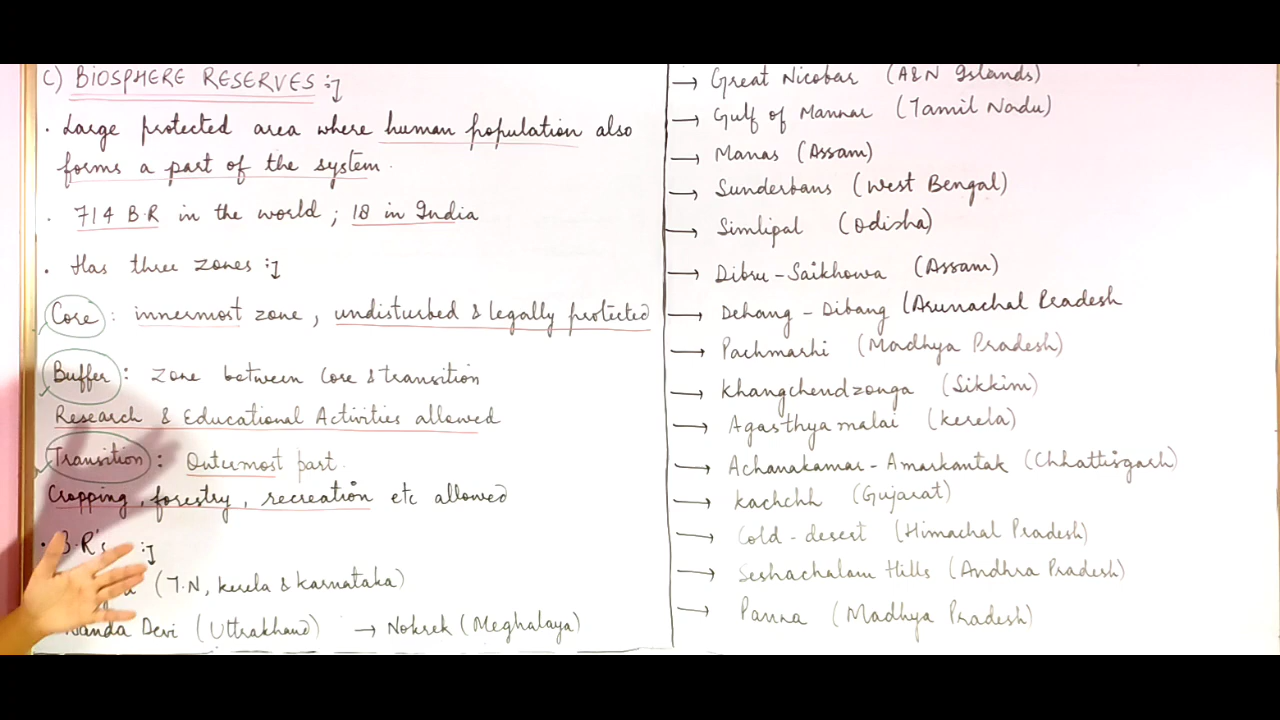 C) BIOSPHERE RESERVES :]
• Large protected area where human population also
forms a part of the system.
• 714 B.R in the world ; 18 in India
• Has three zones :]
Core : innermost zone , undisturbed & legally protected
Buffer : zone between core & transition
Research & Educational Activities allowed
Transition : Outermost part.
Cropping , forestry , recreation etc allowed
• B.R's :]
(T.N, kerela & karnataka)
Nanda Devi (Uttrakhand) → Nokrek (Meghalaya)
→ Great Nicobar (A&N Islands)
→ Gulf of Mannar (Tamil Nadu)
→ Manas (Assam)
→ Sunderbans (West Bengal)
→ Simlipal (Odisha)
→ Dibru-Saikhowa (Assam)
→ Dehang - Dibang (Arunachal Pradesh
→ Pachmarhi (Madhya Pradesh)
→ Khangchendzonga (Sikkim)
→ Agasthyamalai (kerela)
→ Achanakamar-Amarkantak (Chhattisgarh)
→ kachchh (Gujarat)
→ Cold-desert (Himachal Pradesh)
→ Seshachalam Hills (Andhra Pradesh)
→ Panna (Madhya Pradesh)